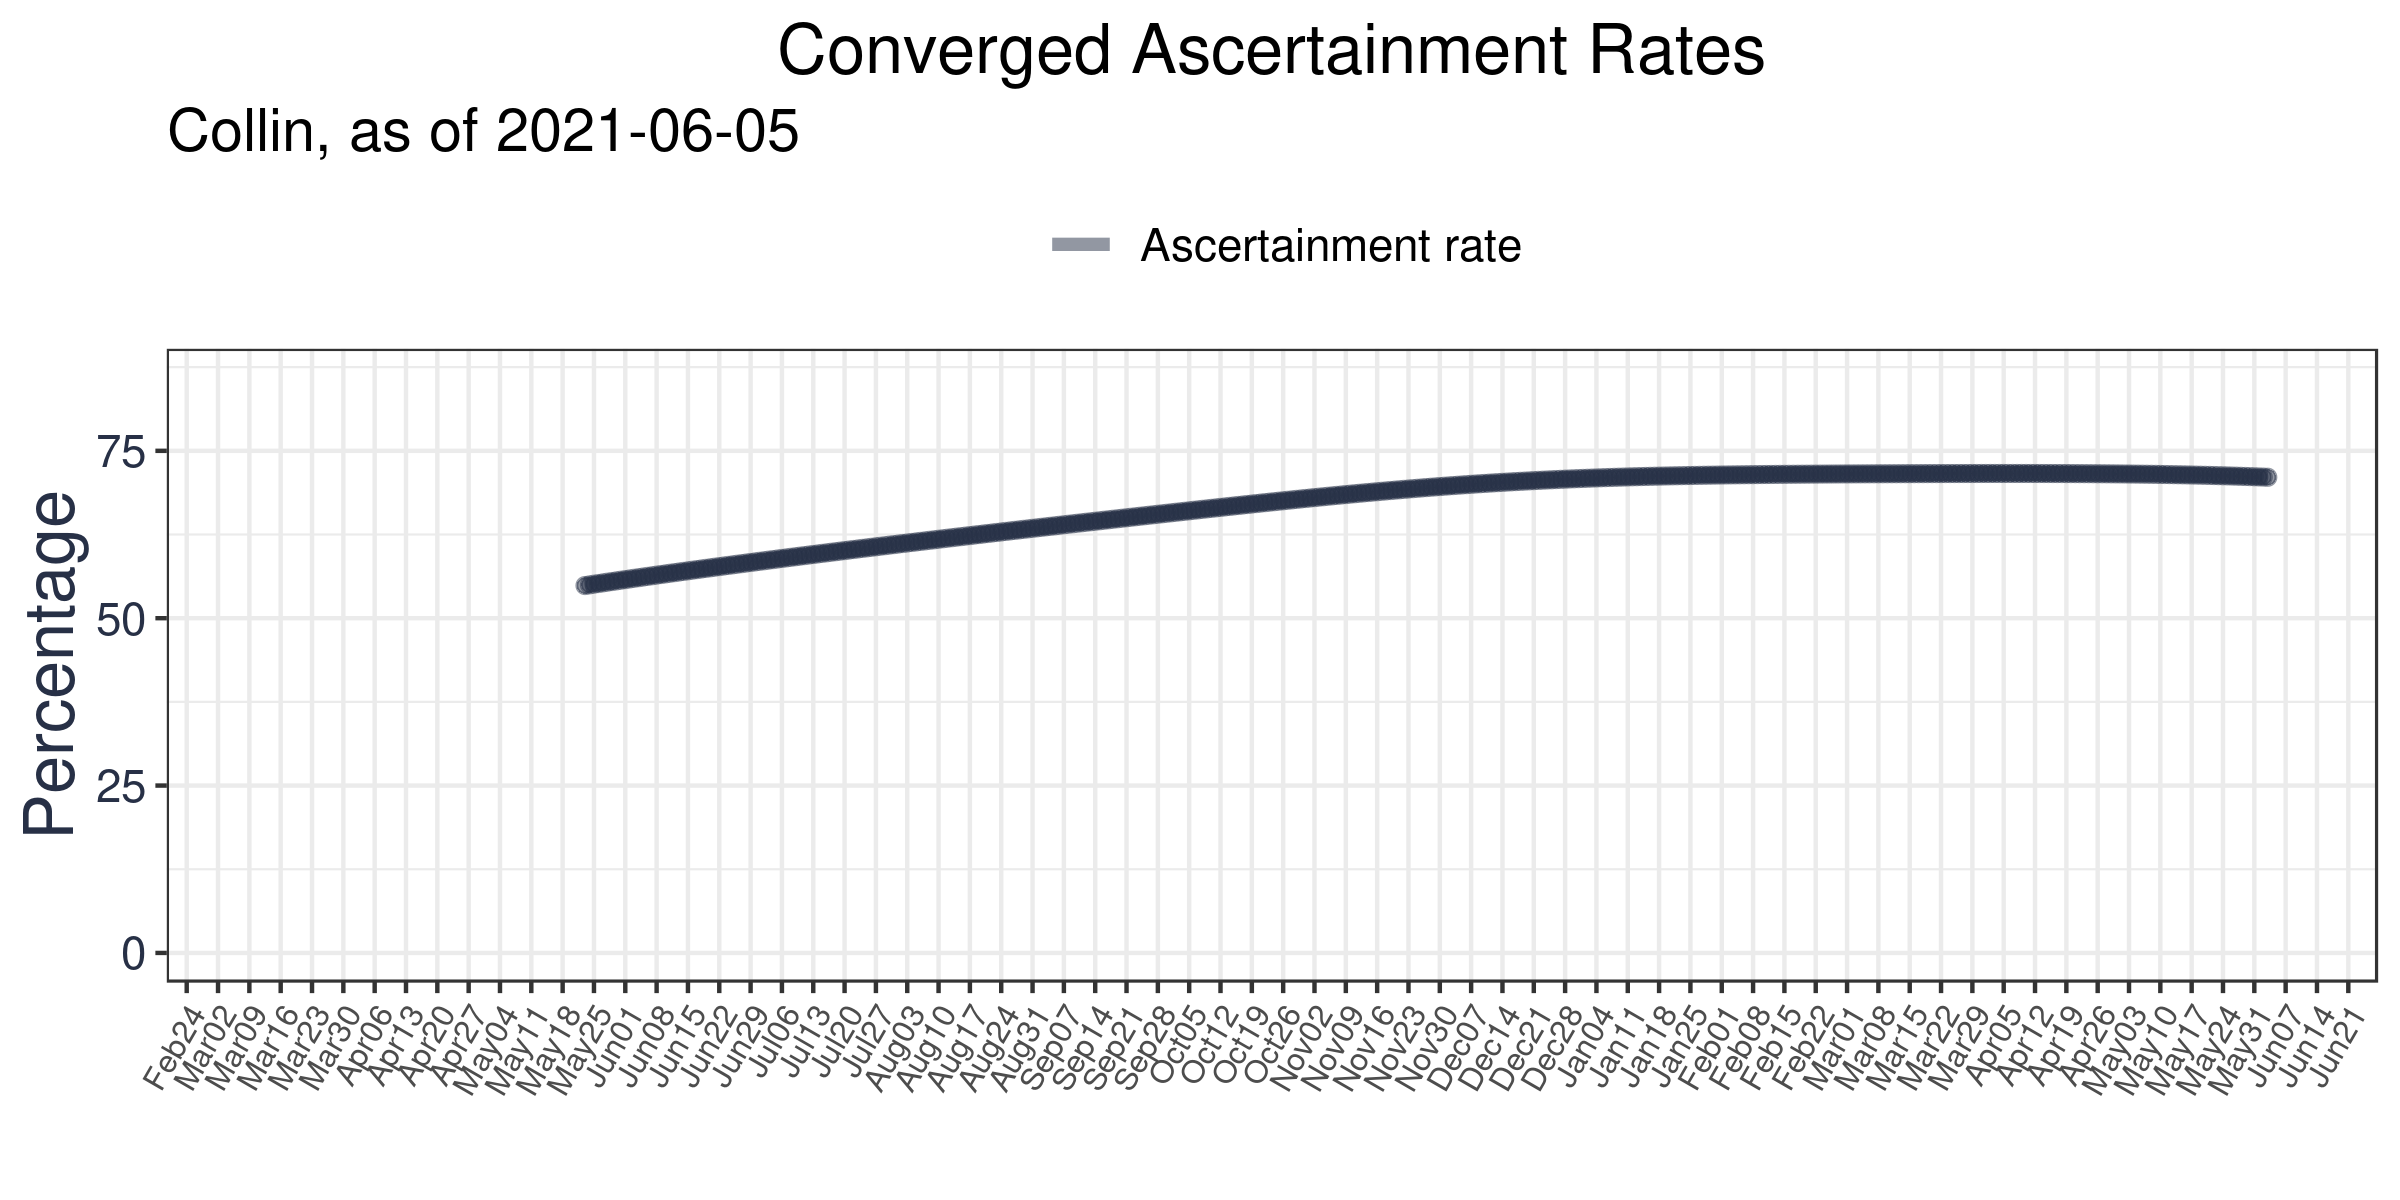 Converged Ascertainment Rates
Collin, as of 2021-06-05
Ascertainment rate
Percentage
75
50
25
0
Feb24 Mar02 Mar09 Mar16 Mar23 Mar30 Apr06 Apr13 Apr20 Apr27 May04 May11 May18 May25 Jun01 Jun08 Jun15 Jun22 Jun29 Jul06 Jul13 Jul20 Jul27 Aug03 Aug10 Aug17 Aug24 Aug31 Sep07 Sep14 Sep21 Sep28 Oct05 Oct12 Oct19 Oct26 Nov02 Nov09 Nov16 Nov23 Nov30 Dec07 Dec14 Dec21 Dec28 Jan04 Jan11 Jan18 Jan25 Feb01 Feb08 Feb15 Feb22 Mar01 Mar08 Mar15 Mar22 Mar29 Apr05 Apr12 Apr19 Apr26 May03 May10 May17 May24 May31 Jun07 Jun14 Jun21